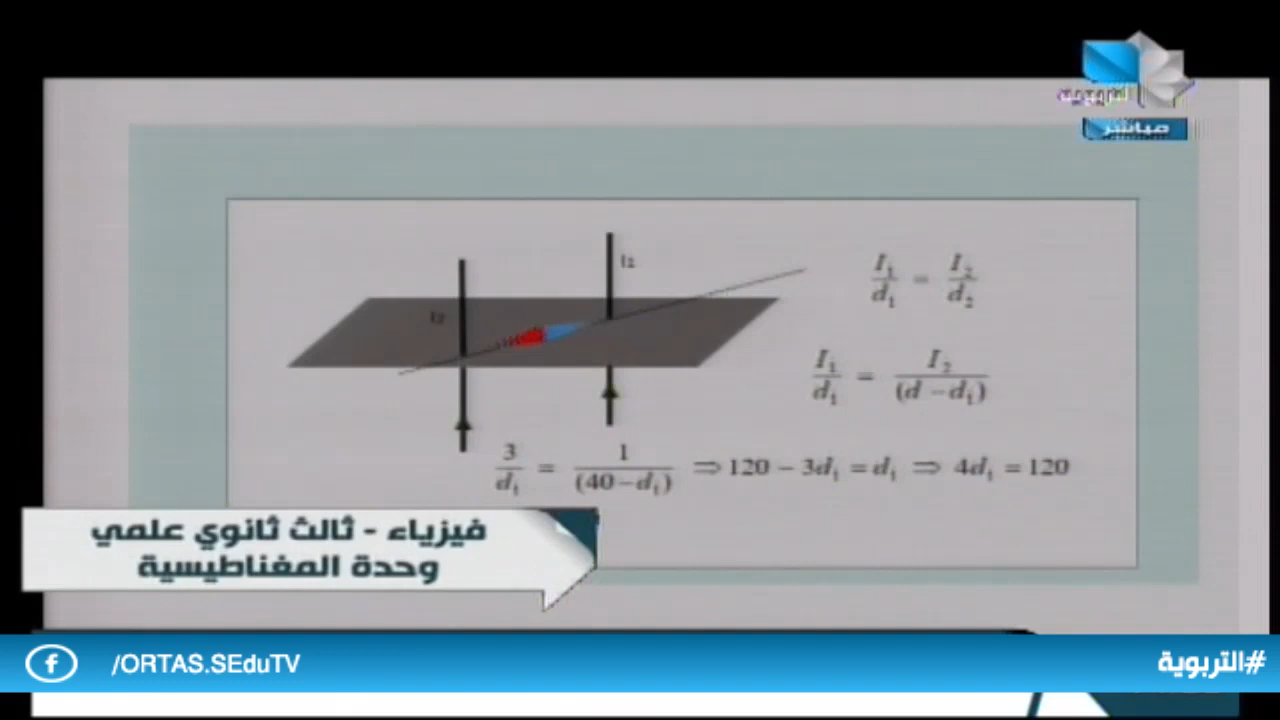 التربوية
مباشر
I₂
I₂
I₁/d₁ = I₂/d₂
I₁/d₁ = I₂/(d − d₁)
3/d₁ = 1/(40 − d₁) ⇒ 120 − 3d₁ = d₁ ⇒ 4d₁ = 120
فيزياء - ثالث ثانوي علمي
وحدة المغناطيسية
/ORTAS.SEduTV
#التربوية